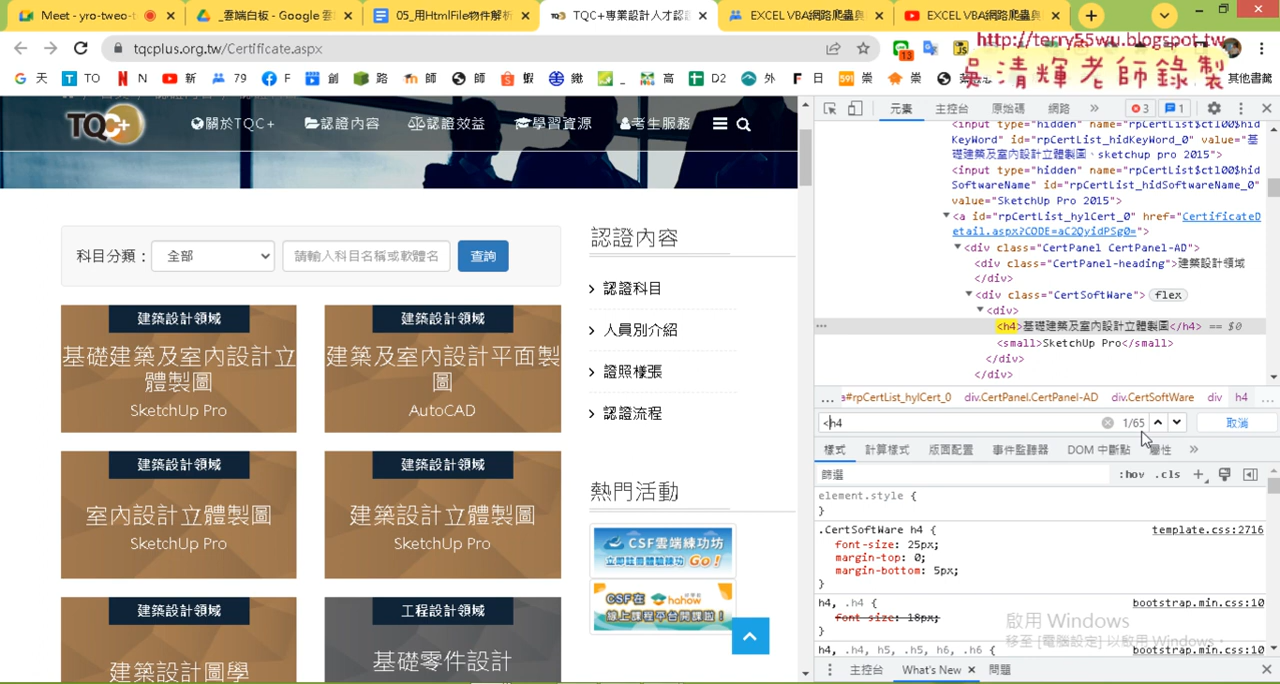 Meet - yro-tweo-t
_雲端白板 - Google 雲
05_用HtmlFile物件解析
TQC+專業設計人才認
EXCEL VBA網路爬蟲與
EXCEL VBA網路爬蟲與
tqcplus.org.tw/Certificate.aspx
http://terry55wu.blogspot.tw
吳清輝老師錄製
天
TO
N
新
79
F
創
路
師
師
蝦
鐵
_
高
D2
外
日
崇
崇
其他書籤
TQC+
關於TQC+
認證內容
認證效益
學習資源
考生服務
科目分類：
全部
請輸入科目名稱或軟體名
查詢
建築設計領域
基礎建築及室內設計立
體製圖
SketchUp Pro
建築設計領域
建築及室內設計平面製
圖
AutoCAD
建築設計領域
室內設計立體製圖
SketchUp Pro
建築設計領域
建築設計立體製圖
SketchUp Pro
建築設計領域
建築設計圖學
工程設計領域
基礎零件設計
認證內容
認證科目
人員別介紹
證照樣張
認證流程
熱門活動
CSF雲端練功坊
立即註冊體驗練功 Go!
CSF在 hahow
線上課程平台開課啦!
元素
主控台
原始碼
網路
3
1
<input type="hidden" name="rpCertList$ctl00$hid
KeyWord" id="rpCertList_hidKeyWord_0" value="基
礎建築及室內設計立體製圖、sketchup pro 2015">
<input type="hidden" name="rpCertList$ctl00$hid
SoftwareName" id="rpCertList_hidSoftwareName_0"
value="SketchUp Pro 2015">
<a id="rpCertList_hylCert_0" href="CertificateD
etail.aspx?CODE=aC2QyidPSg0=">
<div class="CertPanel CertPanel-AD">
<div class="CertPanel-heading">建築設計領域
</div>
<div class="CertSoftWare"> flex
<div>
<h4>基礎建築及室內設計立體製圖</h4> == $0
<small>SketchUp Pro</small>
</div>
</div>
... a#rpCertList_hylCert_0 div.CertPanel.CertPanel-AD div.CertSoftWare div h4 ...
<h4
1/65
取消
樣式
計算樣式
版面配置
事件監聽器
DOM 中斷點
屬性
篩選
:hov .cls
element.style {
}
.CertSoftWare h4 {
template.css:2716
font-size: 25px;
margin-top: 0;
margin-bottom: 5px;
}
h4, .h4 {
bootstrap.min.css:10
font-size: 18px;
}
h4, .h4, h5, .h5, h6, .h6 {
bootstrap.min.css:10
啟用 Windows
移至 [電腦設定] 以啟用 Windows。
主控台
What's New
問題